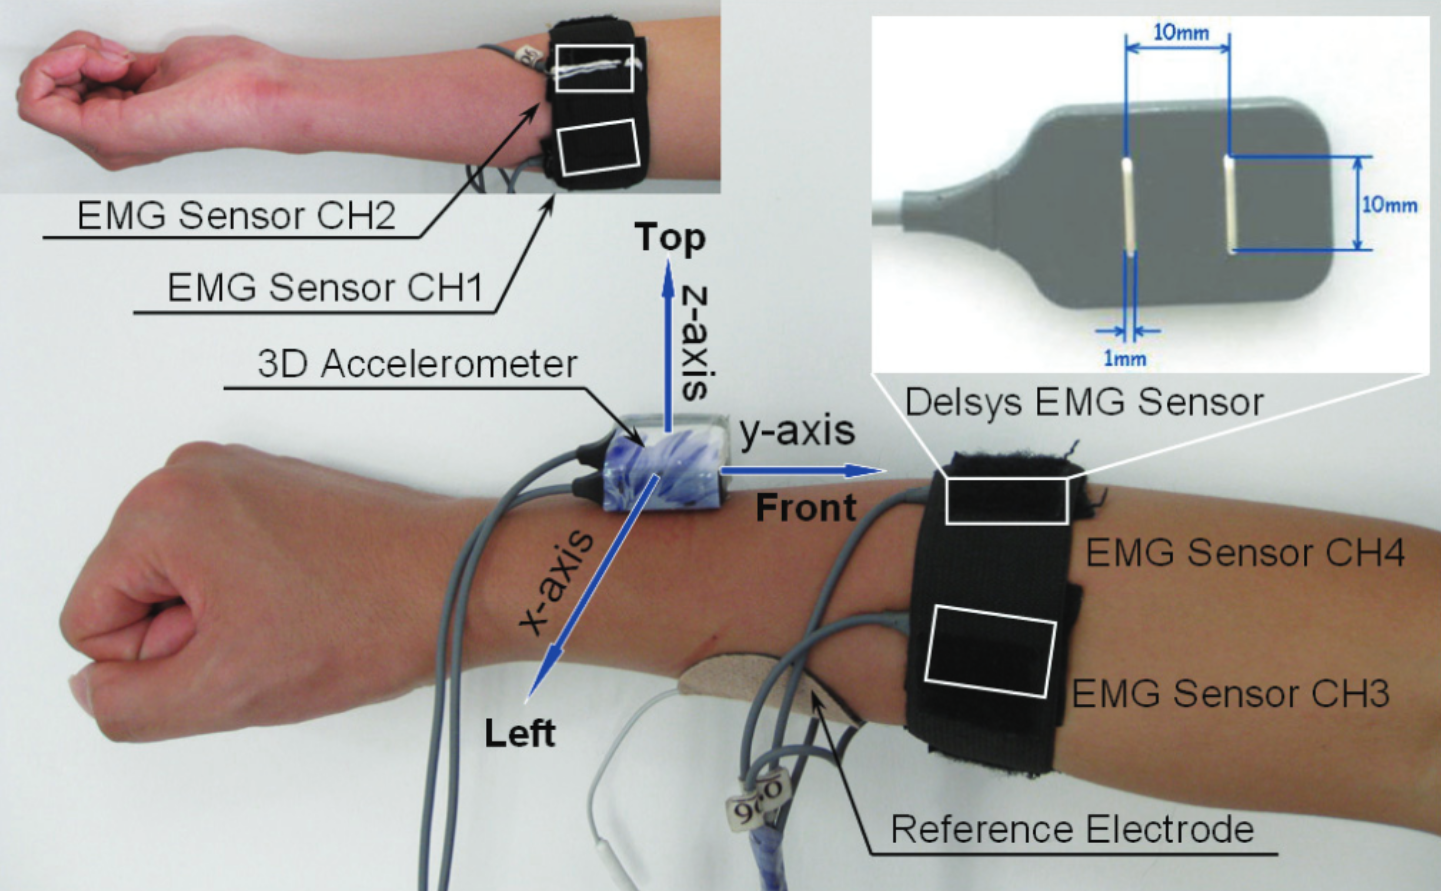 EMG Sensor CH2
EMG Sensor CH1
Top
z-axis
3D Accelerometer
y-axis
Front
x-axis
Left
10mm
10mm
1mm
Delsys EMG Sensor
EMG Sensor CH4
EMG Sensor CH3
Reference Electrode